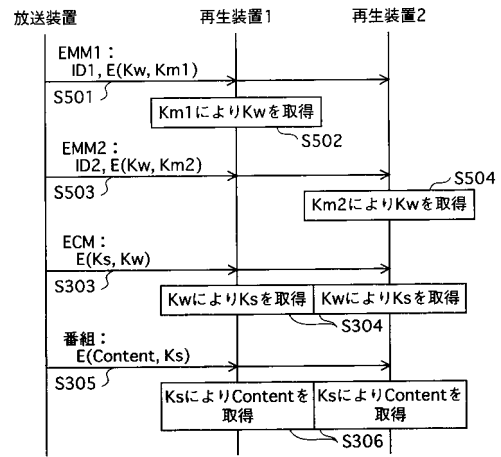 放送装置 再生装置1 再生装置2
EMM1：
ID1, E(Kw, Km1)
S501
Km1によりKwを取得
S502
EMM2：
ID2, E(Kw, Km2)
S503
S504
Km2によりKwを取得
ECM：
E(Ks, Kw)
S303
KwによりKsを取得 KwによりKsを取得
S304
番組：
E(Content, Ks)
S305
KsによりContentを KsによりContentを
取得 取得
S306